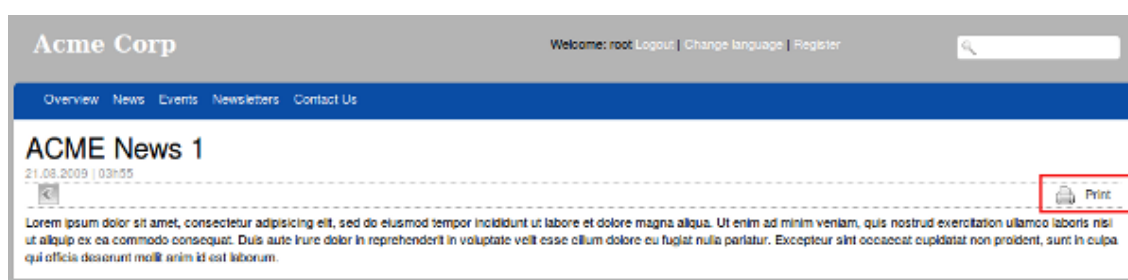 Acme Corp
Welcome: root Logout | Change language | Register
Overview News Events Newsletters Contact Us
ACME News 1
21.08.2009 | 03h55
Print
Lorem ipsum dolor sit amet, consectetur adipisicing elit, sed do eiusmod tempor incididunt ut labore et dolore magna aliqua. Ut enim ad minim veniam, quis nostrud exercitation ullamco laboris nisi
ut aliquip ex ea commodo consequat. Duis aute irure dolor in reprehenderit in voluptate velit esse cillum dolore eu fugiat nulla pariatur. Excepteur sint occaecat cupidatat non proident, sunt in culpa
qui officia deserunt mollit anim id est laborum.